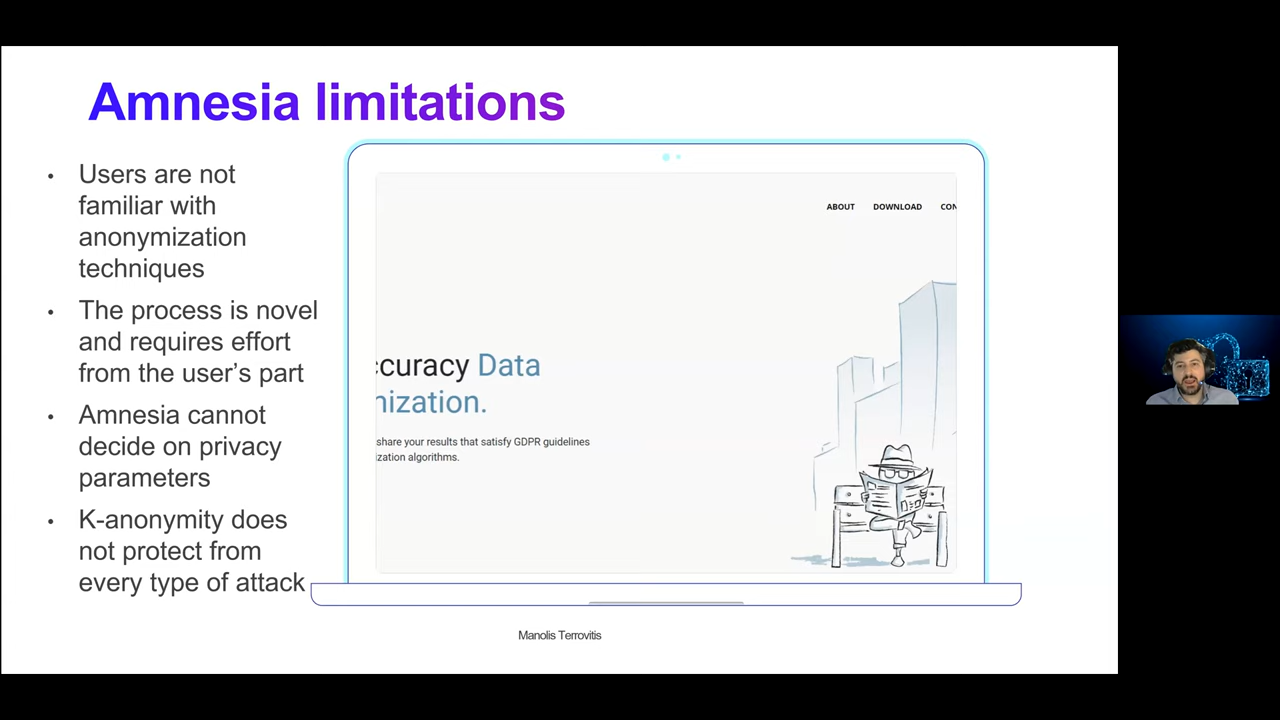 Amnesia limitations
• Users are not
familiar with
anonymization
techniques
• The process is novel
and requires effort
from the user’s part
• Amnesia cannot
decide on privacy
parameters
• K-anonymity does
not protect from
every type of attack
ABOUT DOWNLOAD CON
ccuracy Data
nization.
share your results that satisfy GDPR guidelines
ization algorithms.
Manolis Terrovitis